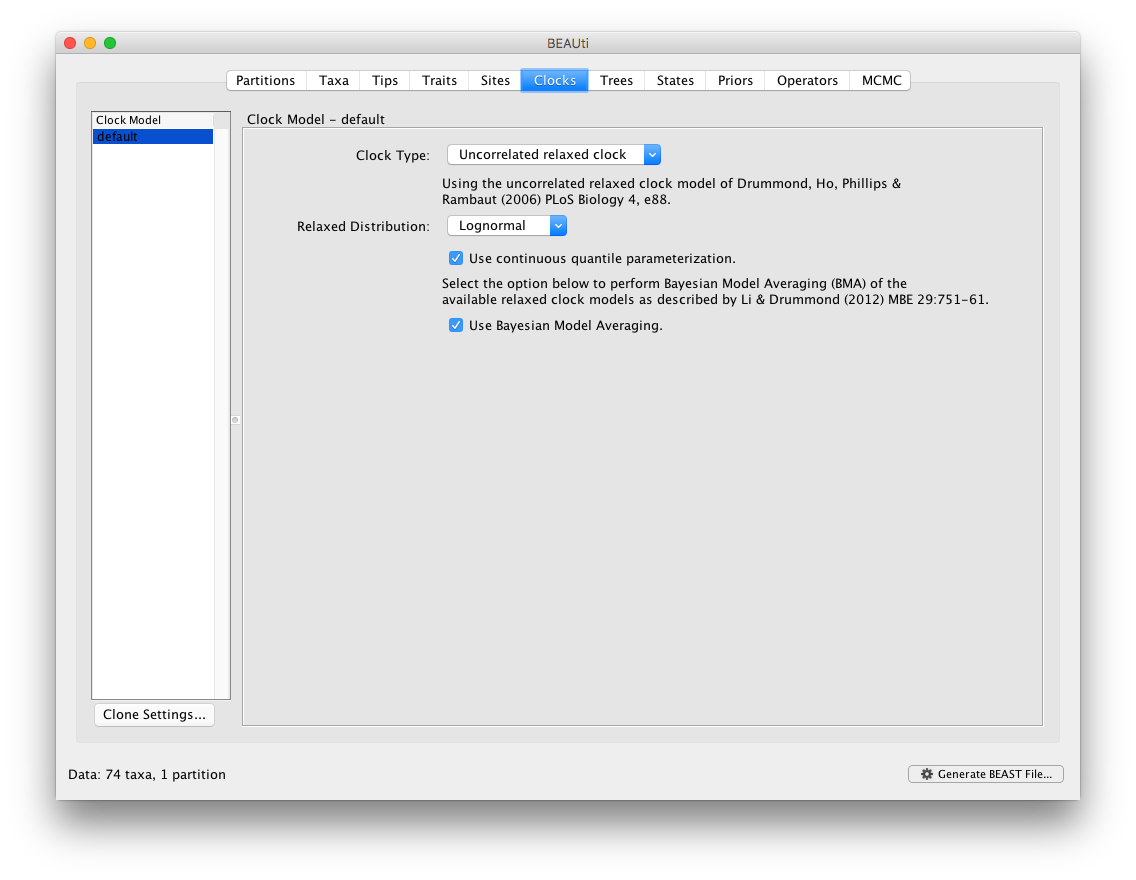 BEAUti
Partitions Taxa Tips Traits Sites Clocks Trees States Priors Operators MCMC
Clock Model
default
Clone Settings...
Clock Model – default
Clock Type: Uncorrelated relaxed clock
Using the uncorrelated relaxed clock model of Drummond, Ho, Phillips &
Rambaut (2006) PLoS Biology 4, e88.
Relaxed Distribution: Lognormal
Use continuous quantile parameterization.
Select the option below to perform Bayesian Model Averaging (BMA) of the
available relaxed clock models as described by Li & Drummond (2012) MBE 29:751-61.
Use Bayesian Model Averaging.
Data: 74 taxa, 1 partition
Generate BEAST File...